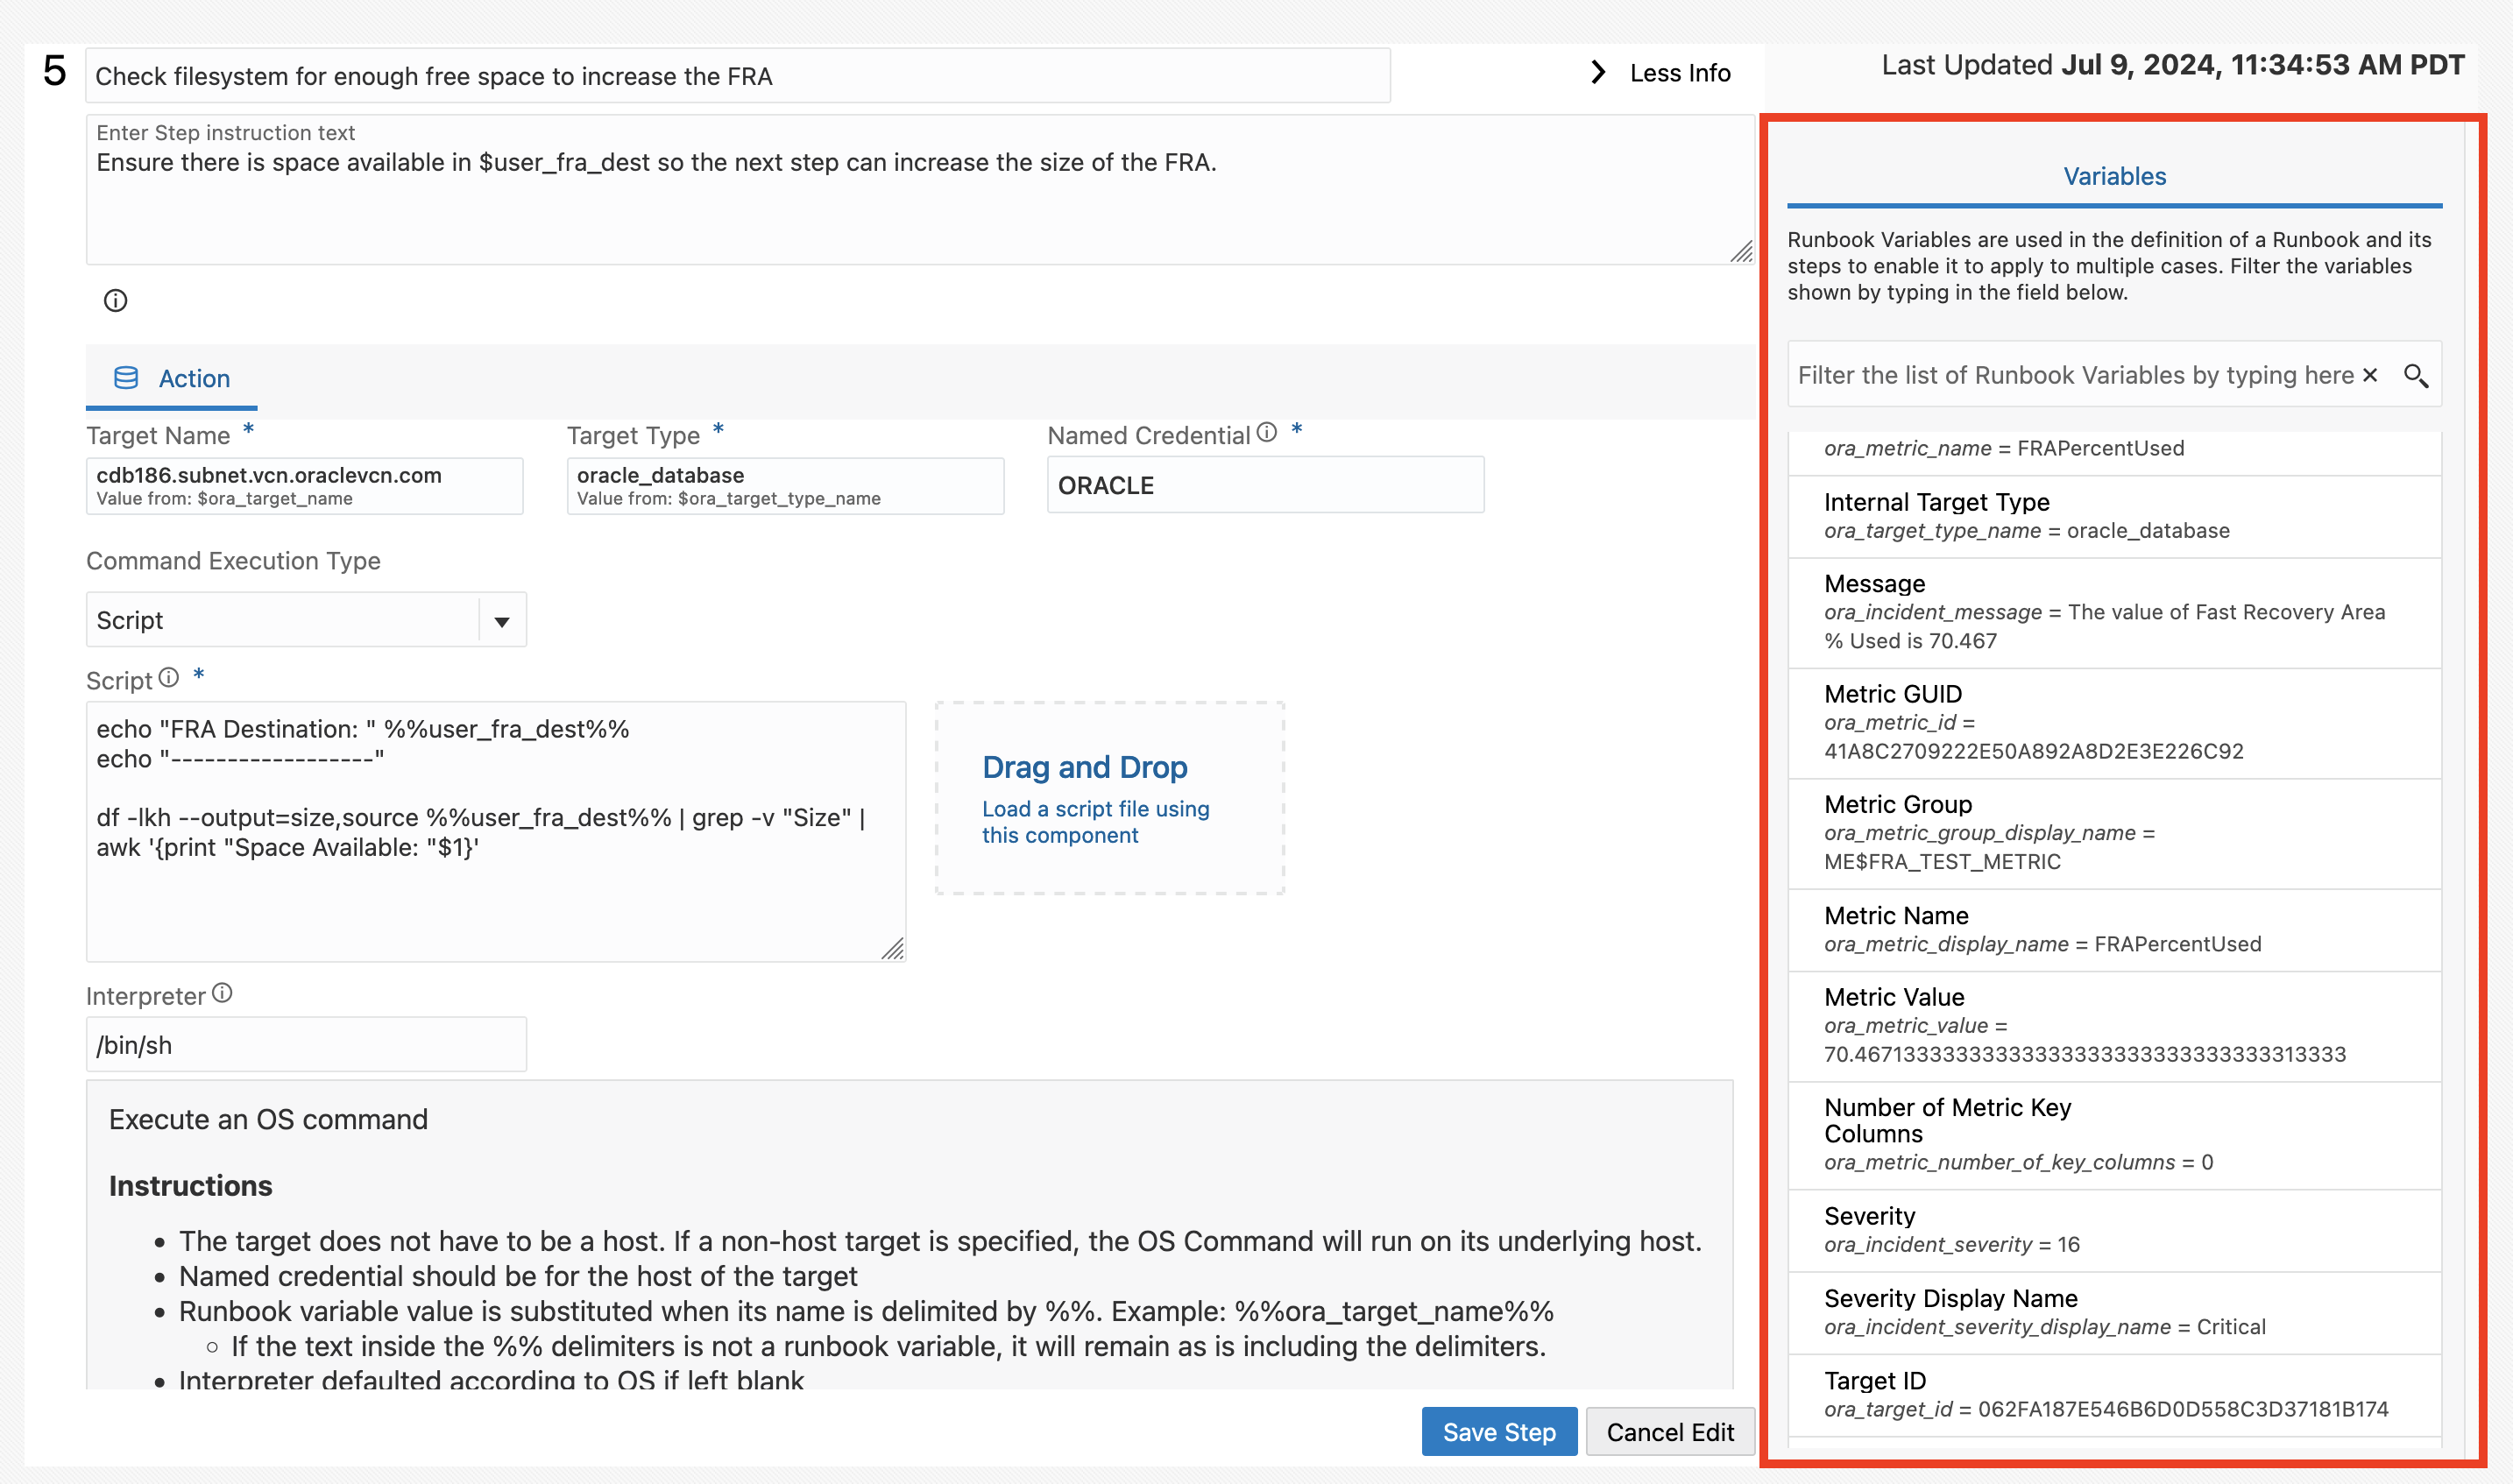 5
Check filesystem for enough free space to increase the FRA
Less Info
Last Updated Jul 9, 2024, 11:34:53 AM PDT
Enter Step instruction text
Ensure there is space available in $user_fra_dest so the next step can increase the size of the FRA.
Action
Target Name *
cdb186.subnet.vcn.oraclevcn.com
Value from: $ora_target_name
Target Type *
oracle_database
Value from: $ora_target_type_name
Named Credential *
ORACLE
Command Execution Type
Script
Script *
echo "FRA Destination: " %%user_fra_dest%%
echo "------------------"
df -lkh --output=size,source %%user_fra_dest%% | grep -v "Size" |
awk '{print "Space Available: "$1}'
Drag and Drop
Load a script file using
this component
Interpreter
/bin/sh
Execute an OS command
Instructions
• The target does not have to be a host. If a non-host target is specified, the OS Command will run on its underlying host.
• Named credential should be for the host of the target
• Runbook variable value is substituted when its name is delimited by %%. Example: %%ora_target_name%%
◦ If the text inside the %% delimiters is not a runbook variable, it will remain as is including the delimiters.
• Interpreter defaulted according to OS if left blank
Save Step
Cancel Edit
Variables
Runbook Variables are used in the definition of a Runbook and its
steps to enable it to apply to multiple cases. Filter the variables
shown by typing in the field below.
Filter the list of Runbook Variables by typing here
ora_metric_name = FRAPercentUsed
Internal Target Type
ora_target_type_name = oracle_database
Message
ora_incident_message = The value of Fast Recovery Area
% Used is 70.467
Metric GUID
ora_metric_id =
41A8C2709222E50A892A8D2E3E226C92
Metric Group
ora_metric_group_display_name =
ME$FRA_TEST_METRIC
Metric Name
ora_metric_display_name = FRAPercentUsed
Metric Value
ora_metric_value =
Number of Metric Key
Columns
ora_metric_number_of_key_columns = 0
Severity
ora_incident_severity = 16
Severity Display Name
ora_incident_severity_display_name = Critical
Target ID
ora_target_id = 062FA187E546B6D0D558C3D37181B174